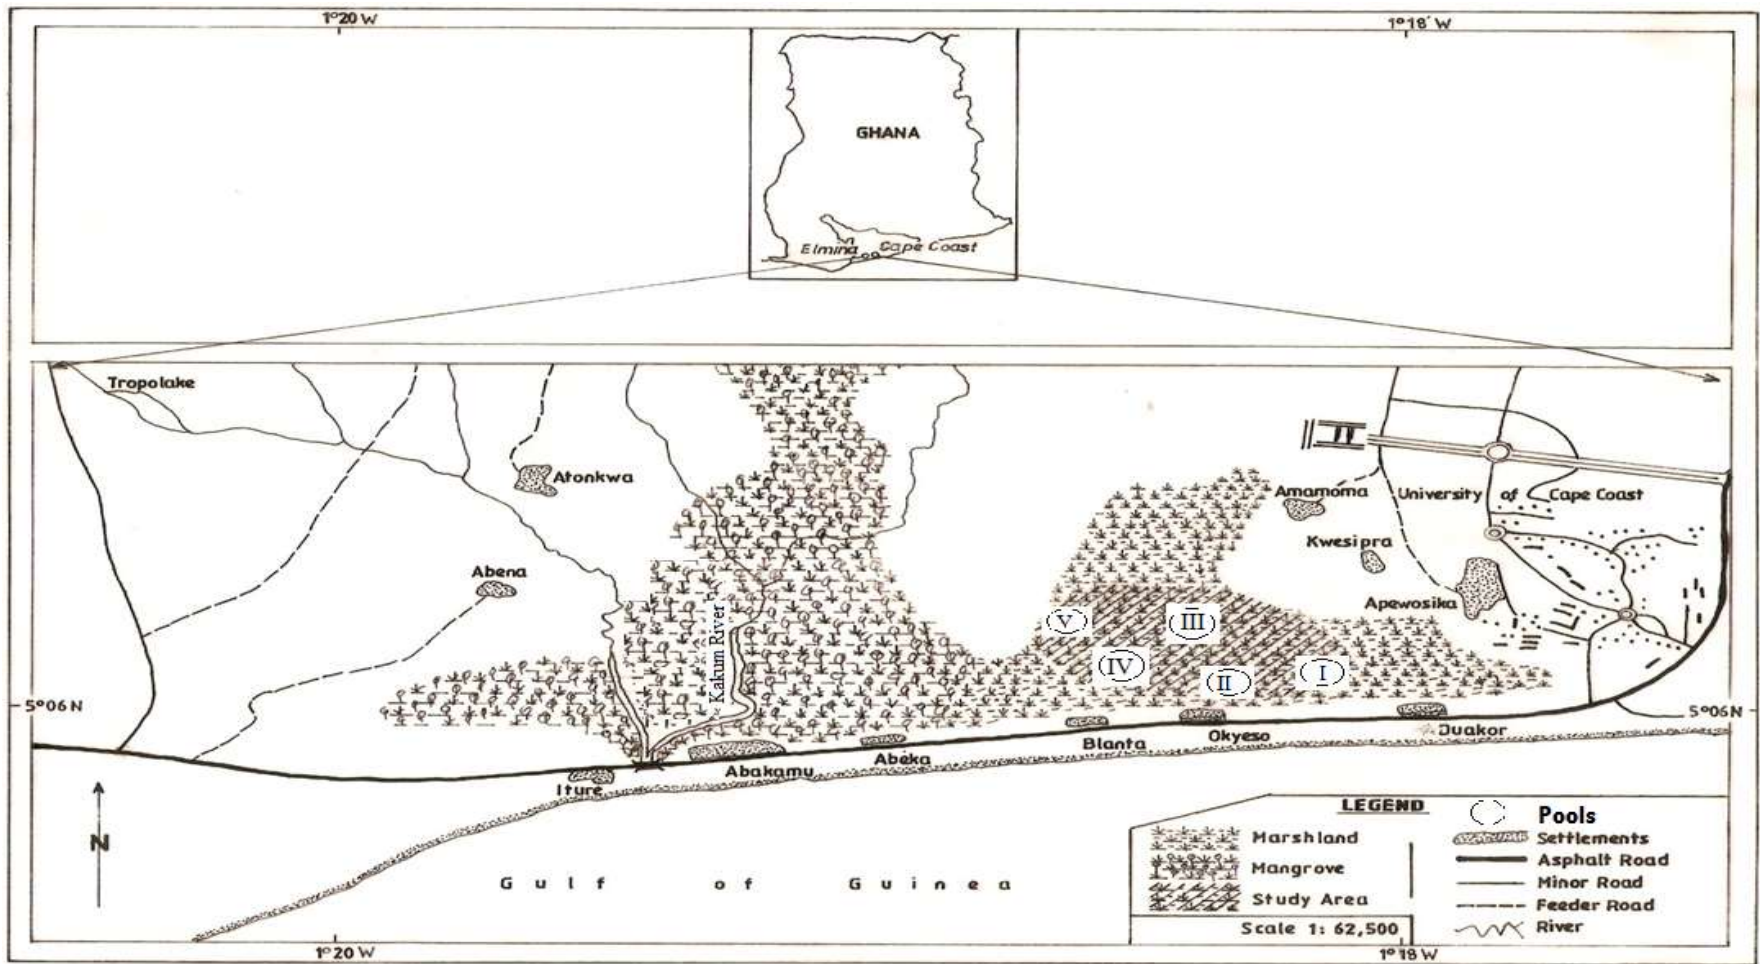 1°20 W
1°18' W
GHANA
Elmina
Cape Coast
Tropolake
Atonkwa
Amamoma
University of Cape Coast
Kwesipra
Abena
Apewosika
Kakum River
V
III
IV
II
I
5°06 N
5°06 N
Iture
Abakamu
Abeka
Blanta
Okyeso
Duakor
N
Gulf of Guinea
LEGEND
Marshland
Mangrove
Study Area
Scale 1: 62,500
Pools
Settlements
Asphalt Road
Minor Road
Feeder Road
River
1°20 W
1°18 W